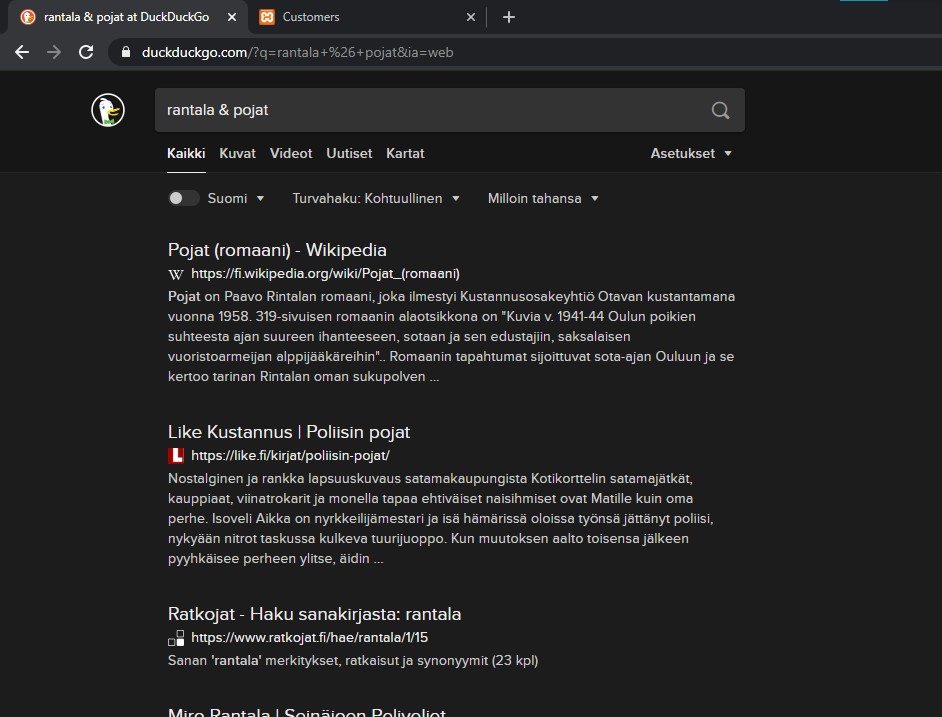 rantala & pojat at DuckDuckGo
Customers
duckduckgo.com/?q=rantala+%26+pojat&ia=web
rantala & pojat
Kaikki Kuvat Videot Uutiset Kartat Asetukset
Suomi Turvahaku: Kohtuullinen Milloin tahansa
Pojat (romaani) - Wikipedia
W https://fi.wikipedia.org/wiki/Pojat_(romaani)
Pojat on Paavo Rintalan romaani, joka ilmestyi Kustannusosakeyhtiö Otavan kustantamana
vuonna 1958. 319-sivuisen romaanin alaotsikkona on "Kuvia v. 1941-44 Oulun poikien
suhteesta ajan suureen ihanteeseen, sotaan ja sen edustajiin, saksalaisen
vuoristoarmeijan alppijääkäreihin".. Romaanin tapahtumat sijoittuvat sota-ajan Ouluun ja se
kertoo tarinan Rintalan oman sukupolven ...
Like Kustannus | Poliisin pojat
L https://like.fi/kirjat/poliisin-pojat/
Nostalginen ja rankka lapsuuskuvaus satamakaupungista Kotikorttelin satamajätkät,
kauppiaat, viinatrokarit ja monella tapaa ehtiväiset naisihmiset ovat Matille kuin oma
perhe. Isoveli Aikka on nyrkkeilijämestari ja isä hämärissä oloissa työnsä jättänyt poliisi,
nykyään nitrot taskussa kulkeva tuurijuoppo. Kun muutoksen aalto toisensa jälkeen
pyyhkäisee perheen ylitse, äidin ...
Ratkojat - Haku sanakirjasta: rantala
https://www.ratkojat.fi/hae/rantala/1/15
Sanan 'rantala' merkitykset, ratkaisut ja synonyymit (23 kpl)
Miro Rantala | Seinäjoen Peliveljet